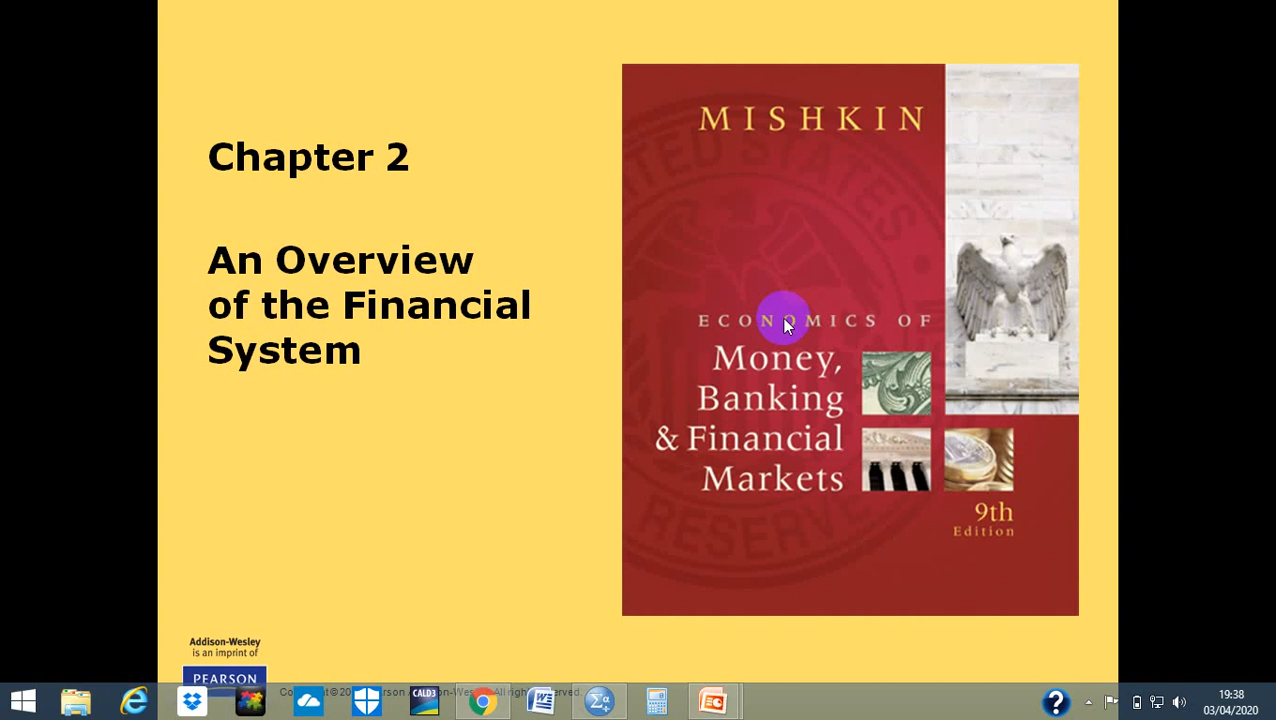 Chapter 2
An Overview
of the Financial
System
MISHKIN
ECONOMICS OF
Money,
Banking
& Financial
Markets
9th
Edition
Addison-Wesley
is an imprint of
PEARSON
CALD3
19:38
03/04/2020